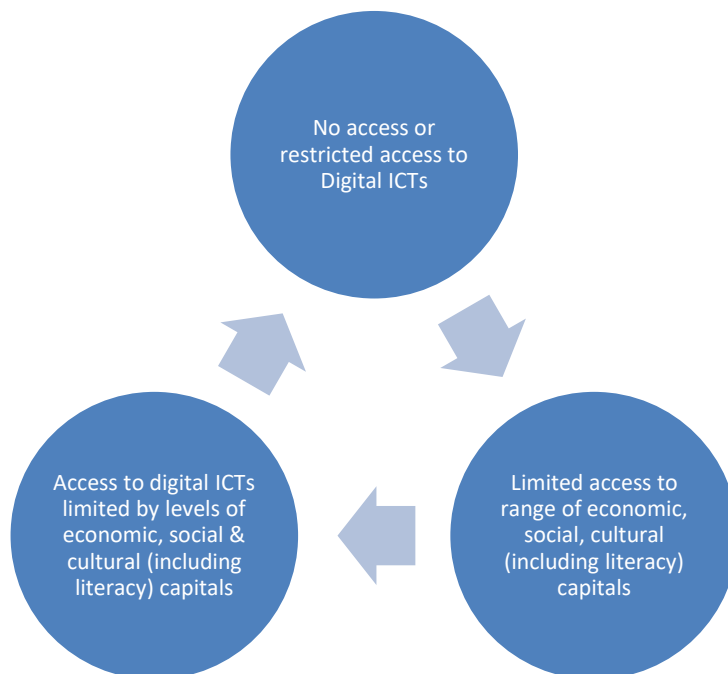 No access or
restricted access to
Digital ICTs
Access to digital ICTs
limited by levels of
economic, social &
cultural (including
literacy) capitals
Limited access to
range of economic,
social, cultural
(including literacy)
capitals